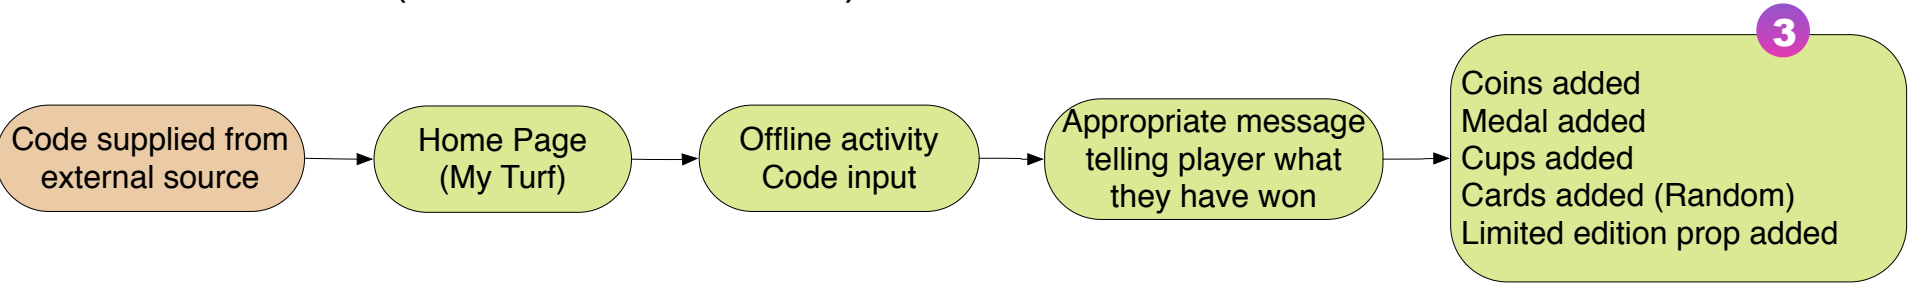 3
Code supplied from
external source
Home Page
(My Turf)
Offline activity
Code input
Appropriate message
telling player what
they have won
Coins added
Medal added
Cups added
Cards added (Random)
Limited edition prop added